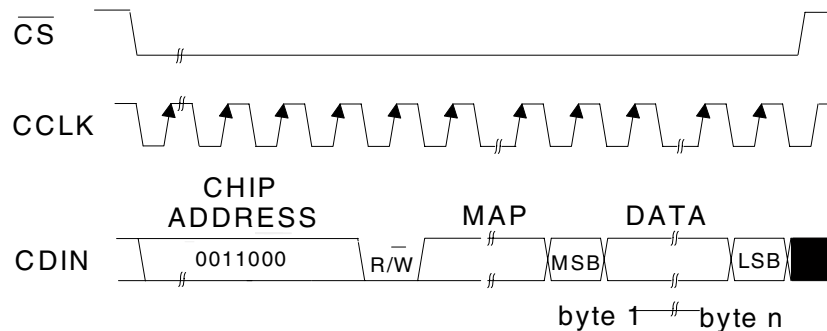 CS
CCLK
CHIP
ADDRESS
MAP
DATA
CDIN
0011000
R/W
MSB
LSB
byte 1
byte n